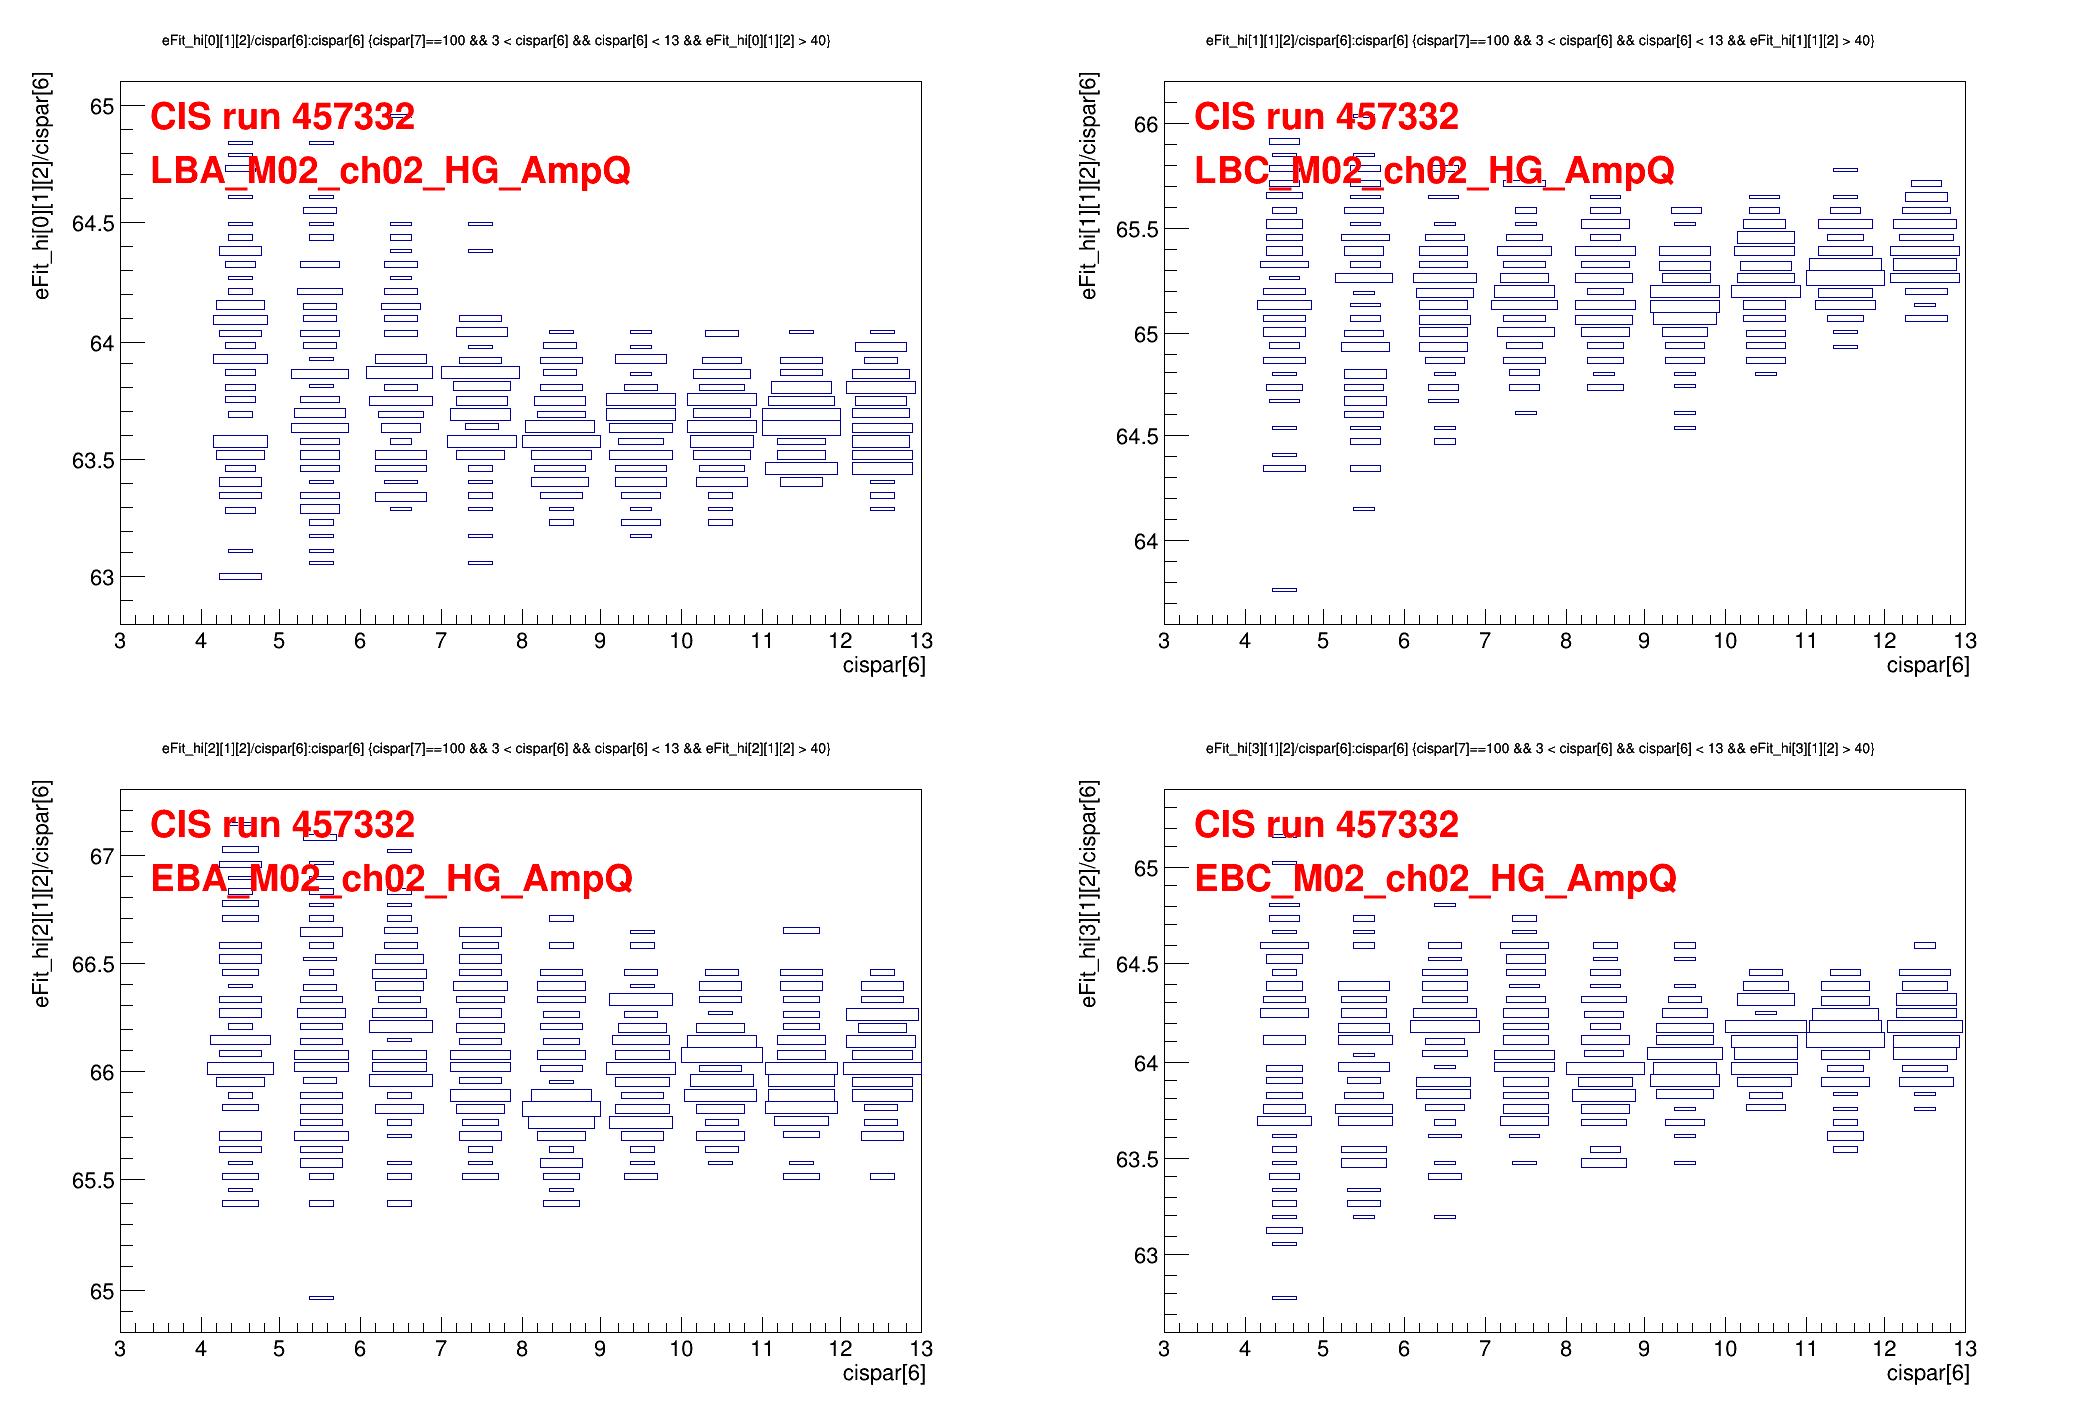 eFit_hi[0][1][2]/cispar[6]:cispar[6] {cispar[7]==100 && 3 < cispar[6] && cispar[6] < 13 && eFit_hi[0][1][2] > 40}
eFit_hi[0][1][2]/cispar[6]
CIS run 457332
LBA_M02_ch02_HG_AmpQ
65
64.5
64
63.5
63
3 4 5 6 7 8 9 10 11 12 13
cispar[6]
eFit_hi[1][1][2]/cispar[6]:cispar[6] {cispar[7]==100 && 3 < cispar[6] && cispar[6] < 13 && eFit_hi[1][1][2] > 40}
eFit_hi[1][1][2]/cispar[6]
CIS run 457332
LBC_M02_ch02_HG_AmpQ
66
65.5
65
64.5
64
3 4 5 6 7 8 9 10 11 12 13
cispar[6]
eFit_hi[2][1][2]/cispar[6]:cispar[6] {cispar[7]==100 && 3 < cispar[6] && cispar[6] < 13 && eFit_hi[2][1][2] > 40}
eFit_hi[2][1][2]/cispar[6]
CIS run 457332
EBA_M02_ch02_HG_AmpQ
67
66.5
66
65.5
65
3 4 5 6 7 8 9 10 11 12 13
cispar[6]
eFit_hi[3][1][2]/cispar[6]:cispar[6] {cispar[7]==100 && 3 < cispar[6] && cispar[6] < 13 && eFit_hi[3][1][2] > 40}
eFit_hi[3][1][2]/cispar[6]
CIS run 457332
EBC_M02_ch02_HG_AmpQ
65
64.5
64
63.5
63
3 4 5 6 7 8 9 10 11 12 13
cispar[6]